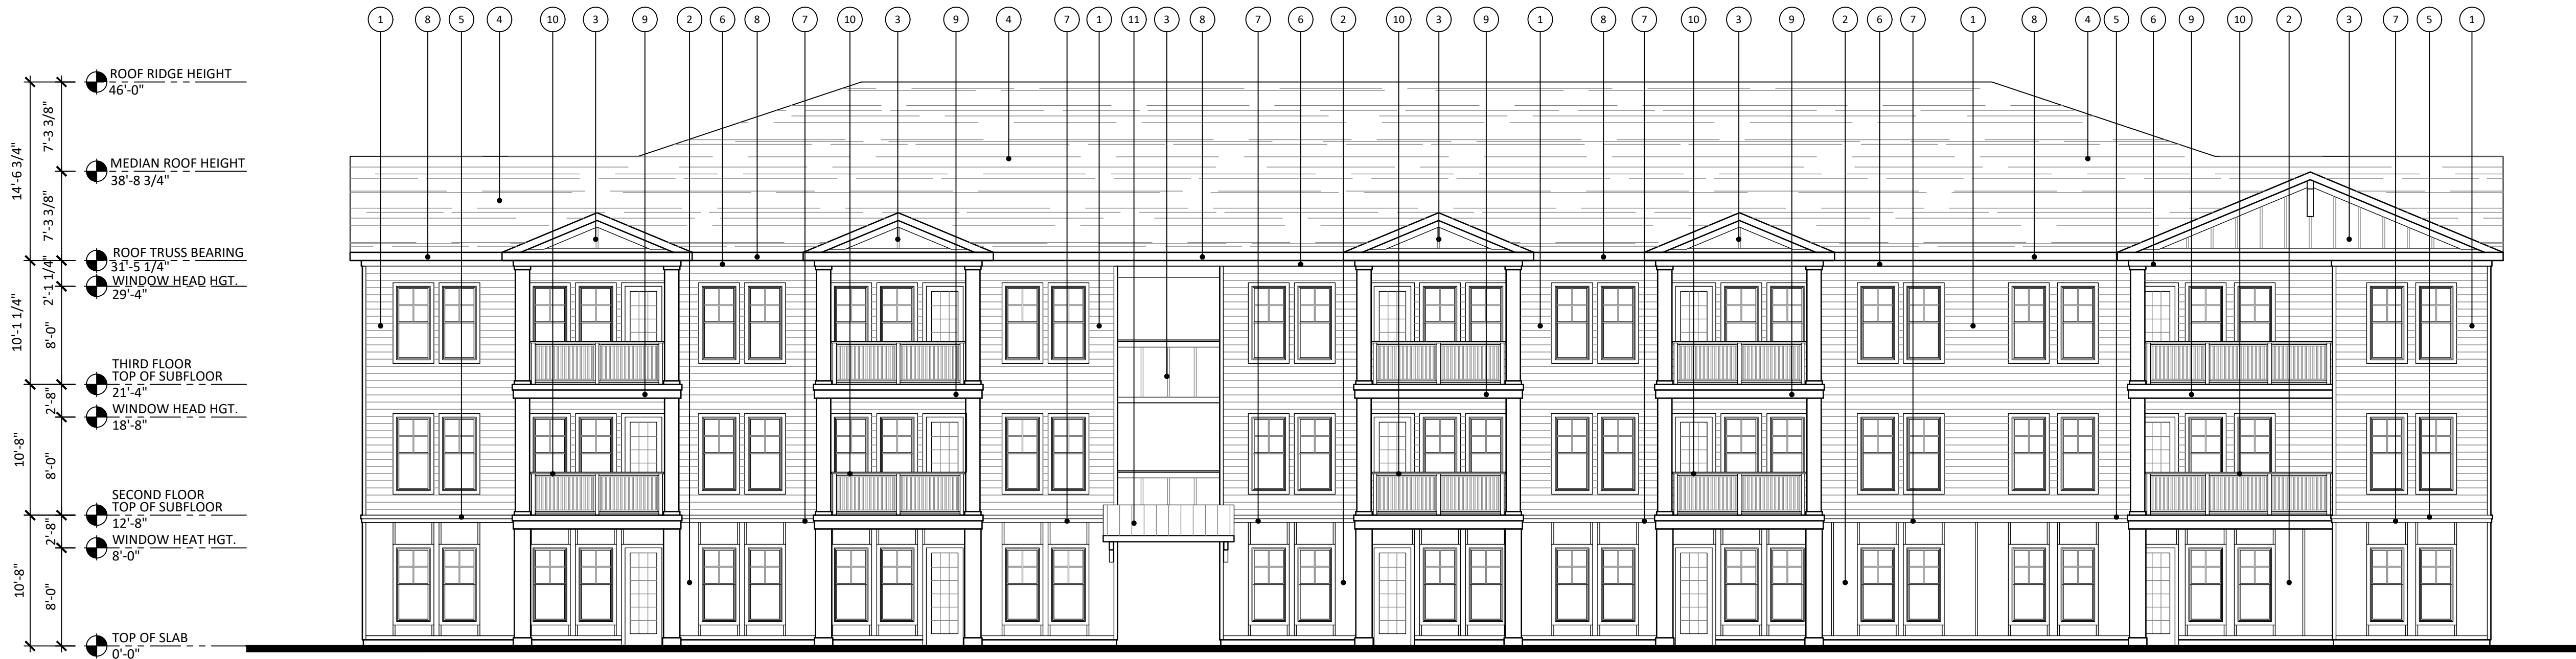 1 8 5 4 10 3 9 2 6 8 7 10 3 9 4 7 1 11 3 8 7 6 2 10 3 9 1 8 7 10 3 9 2 6 7 1 8 4 5 6 9 10 2 3 7 5 1
ROOF RIDGE HEIGHT
46'-0"
7'-3 3/8"
14'-6 3/4"
MEDIAN ROOF HEIGHT
38'-8 3/4"
7'-3 3/8"
ROOF TRUSS BEARING
31'-5 1/4"
2'-1 1/4"
WINDOW HEAD HGT.
29'-4"
10'-1 1/4"
8'-0"
THIRD FLOOR
TOP OF SUBFLOOR
21'-4"
2'-8"
WINDOW HEAD HGT.
18'-8"
10'-8"
8'-0"
SECOND FLOOR
TOP OF SUBFLOOR
12'-8"
2'-8"
WINDOW HEAT HGT.
8'-0"
10'-8"
8'-0"
TOP OF SLAB
0'-0"